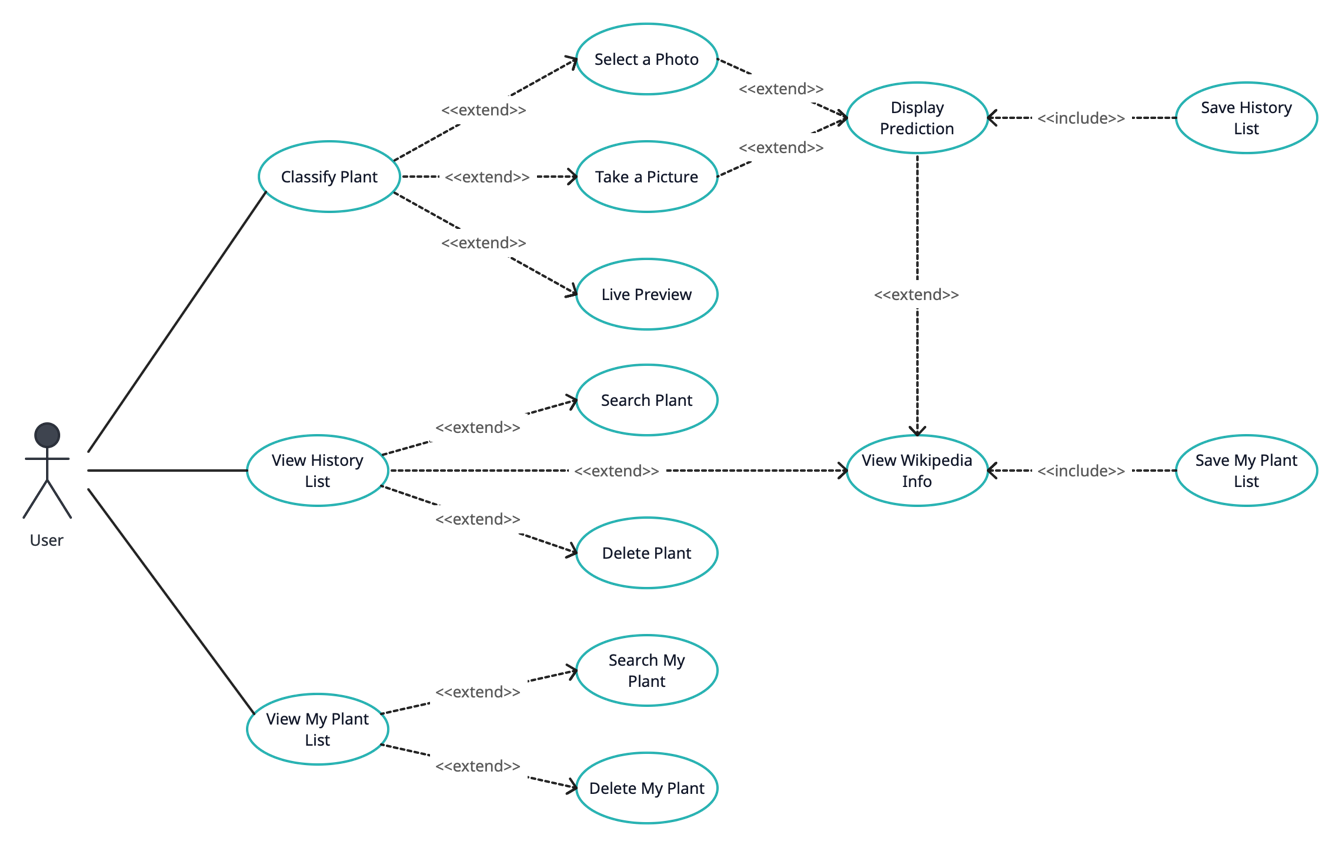 Select a Photo
<<extend>>
<<extend>>
Display
Prediction
<<include>>
Save History
List
Classify Plant
<<extend>>
Take a Picture
<<extend>>
<<extend>>
Live Preview
<<extend>>
Search Plant
<<extend>>
View History
List
<<extend>>
View Wikipedia
Info
<<include>>
Save My Plant
List
<<extend>>
Delete Plant
User
Search My
Plant
<<extend>>
View My Plant
List
<<extend>>
Delete My Plant